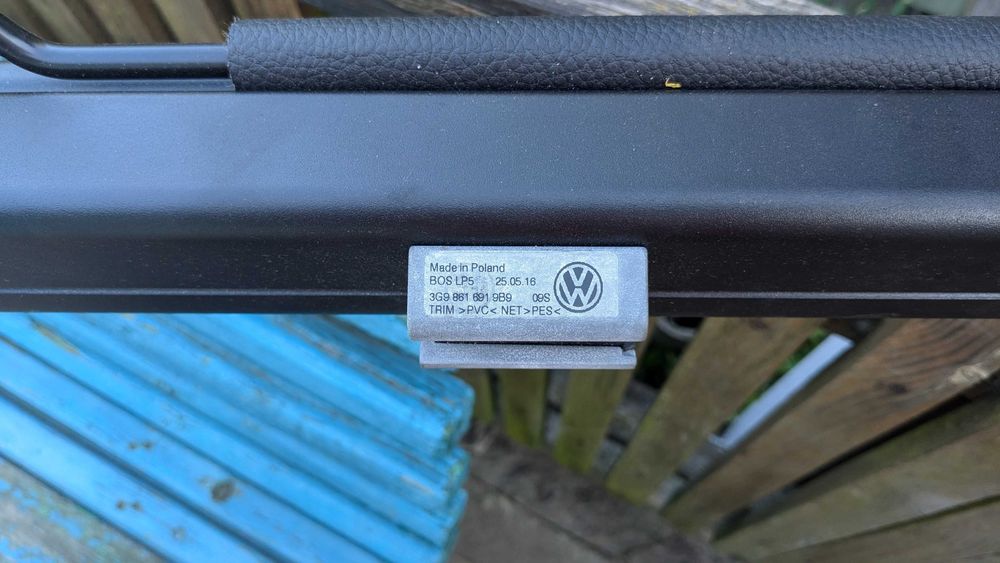 Made in Poland
BOS LP5 25.05.16
3G9 861 691 9B9 09S
TRIM >PVC< NET>PES<